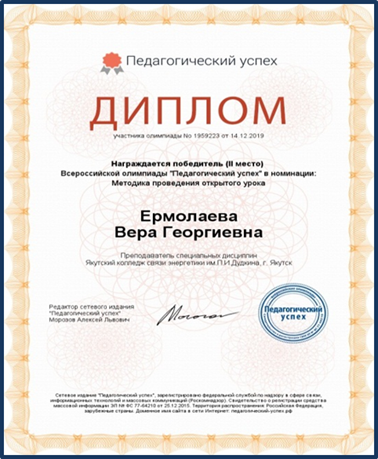 Педагогический успех
ДИПЛОМ
участника олимпиады No 1959223 от 14.12.2019
Награждается победитель (II место)
Всероссийской олимпиады "Педагогический успех" в номинации:
Методика проведения открытого урока
Ермолаева
Вера Георгиевна
Преподаватель специальных дисциплин
Якутский колледж связи энергетики им.П.И.Дудкина, г. Якутск
Редактор сетевого издания
"Педагогический успех"
Морозов Алексей Львович
Педагогический
успех
Сетевое издание "Педагогический успех", зарегистрировано федеральной службой по надзору в сфере связи,
информационных технологий и массовых коммуникаций (Роскомнадзор). Свидетельство о регистрации средства
массовой информации ЭЛ № ФС 77-64210 от 25.12.2015. Территория распространения: Российская Федерация,
зарубежные страны. Доменное имя сайта в сети Интернет: педагогический-успех.рф